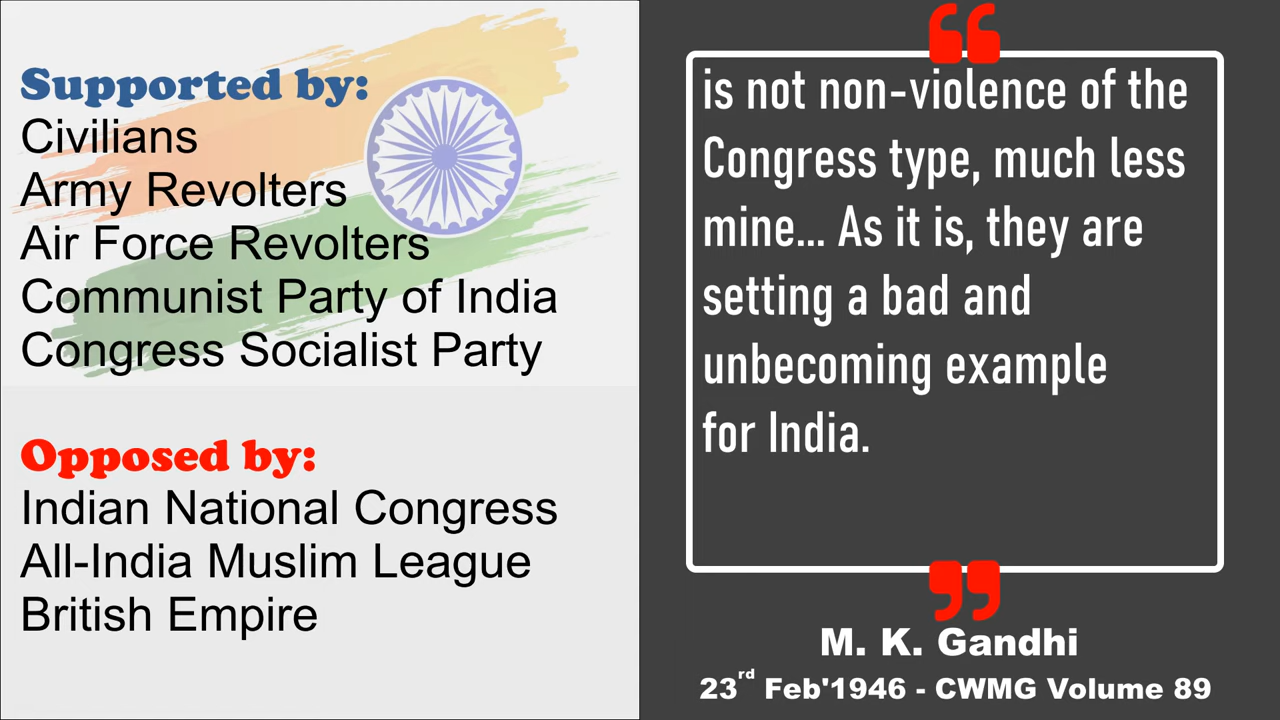 Supported by:
Civilians
Army Revolters
Air Force Revolters
Communist Party of India
Congress Socialist Party
Opposed by:
Indian National Congress
All-India Muslim League
British Empire
is not non-violence of the
Congress type, much less
mine... As it is, they are
setting a bad and
unbecoming example
for India.
M. K. Gandhi
23rd Feb'1946 - CWMG Volume 89